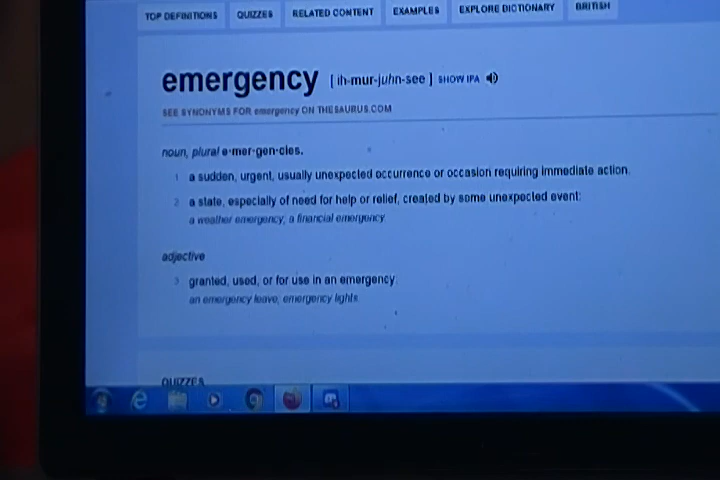 TOP DEFINITIONS QUIZZES RELATED CONTENT EXAMPLES EXPLORE DICTIONARY BRITISH
emergency [ ih-mur-juhn-see ] SHOW IPA
SEE SYNONYMS FOR emergency ON THESAURUS.COM
noun, plural e·mer·gen·cies.
1 a sudden, urgent, usually unexpected occurrence or occasion requiring immediate action.
2 a state, especially of need for help or relief, created by some unexpected event:
a weather emergency; a financial emergency.
adjective
3 granted, used, or for use in an emergency:
an emergency leave; emergency lights.
QUIZZES